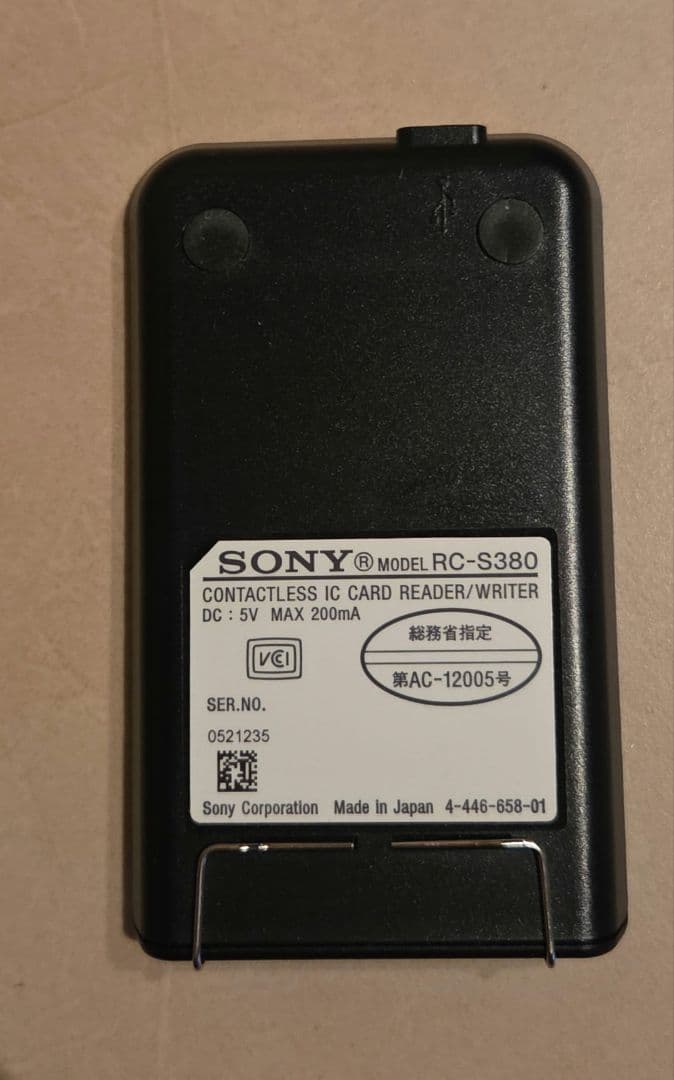 SONY® MODEL RC-S380
CONTACTLESS IC CARD READER/WRITER
DC : 5V MAX 200mA
総務省指定
VCI
第AC-12005号
SER.NO.
0521235
Sony Corporation Made in Japan 4-446-658-01